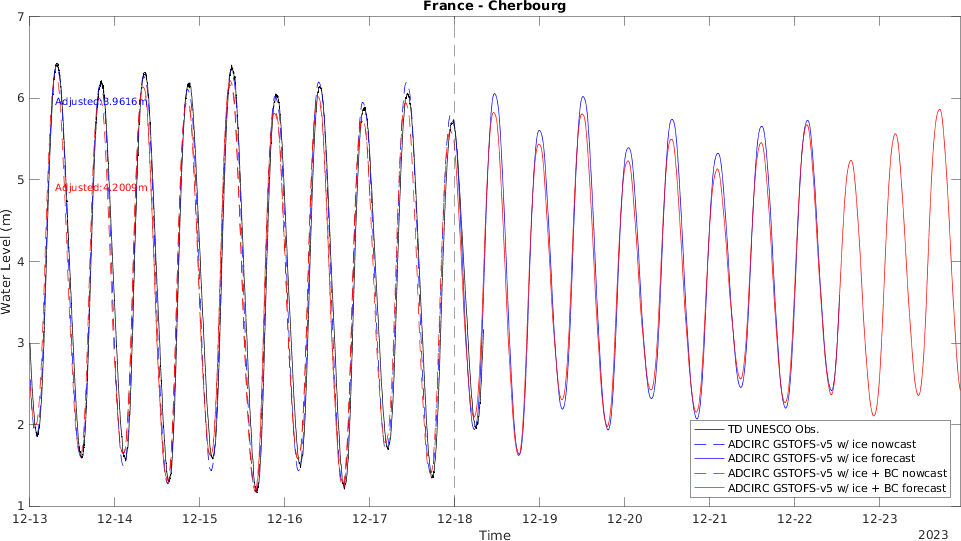 France - Cherbourg
7
6
5
4
3
2
1
Water Level (m)
Adjusted:3.9616m
Adjusted:4.2009m
TD UNESCO Obs.
ADCIRC GSTOFS-v5 w/ ice nowcast
ADCIRC GSTOFS-v5 w/ ice forecast
ADCIRC GSTOFS-v5 w/ ice + BC nowcast
ADCIRC GSTOFS-v5 w/ ice + BC forecast
12-13 12-14 12-15 12-16 12-17 12-18 12-19 12-20 12-21 12-22 12-23
Time
2023